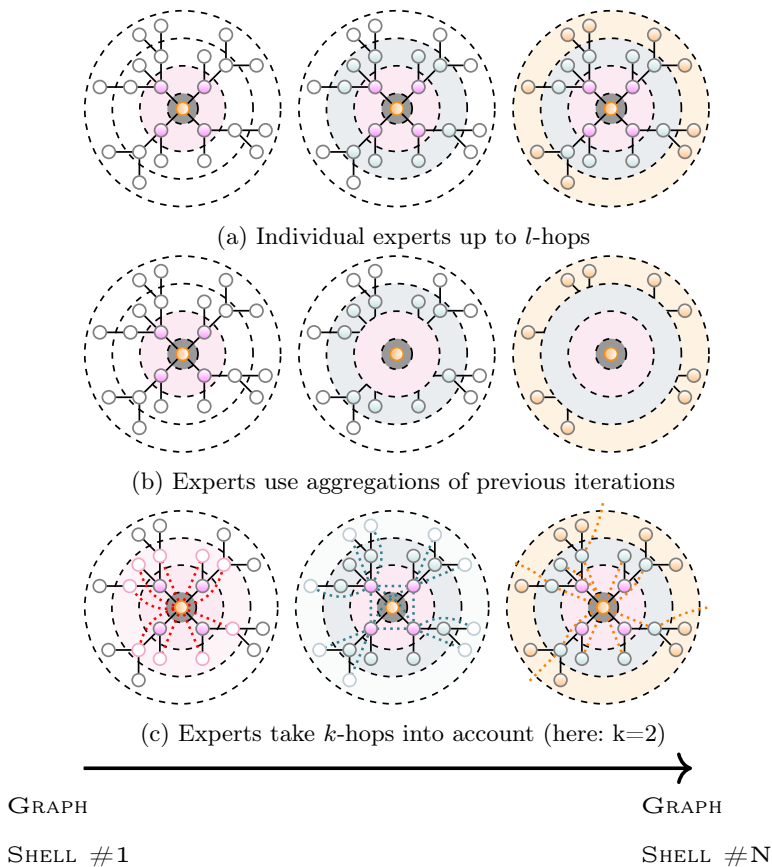 (a) Individual experts up to l-hops
(b) Experts use aggregations of previous iterations
(c) Experts take k-hops into account (here: k=2)
GRAPH GRAPH
SHELL #1 SHELL #N